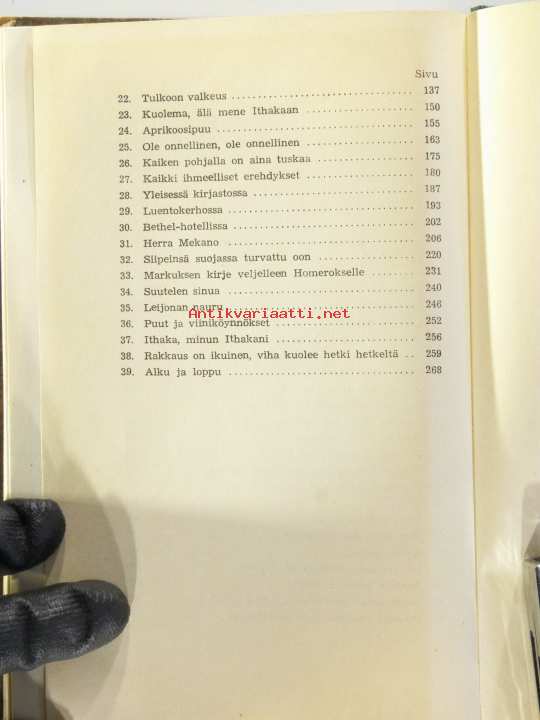 Sivu
22. Tulkoon valkeus ........ 137
23. Kuolema, älä mene Ithakaan ........ 150
24. Aprikoosipuu ........ 155
25. Ole onnellinen, ole onnellinen ........ 163
26. Kaiken pohjalla on aina tuskaa ........ 175
27. Kaikki ihmeelliset erehdykset ........ 180
28. Yleisessä kirjastossa ........ 187
29. Luentokerhossa ........ 193
30. Bethel-hotellissa ........ 202
31. Herra Mekano ........ 206
32. Siipeinsä suojassa turvattu oon ........ 220
33. Markuksen kirje veljelleen Homerokselle ........ 231
34. Suutelen sinua ........ 240
35. Leijonan nauru ........ 246
Antikvariaatti.net
36. Puut ja viiniköynnökset ........ 252
37. Ithaka, minun Ithakani ........ 256
38. Rakkaus on ikuinen, viha kuolee hetki hetkeltä .. 259
39. Alku ja loppu ........ 268